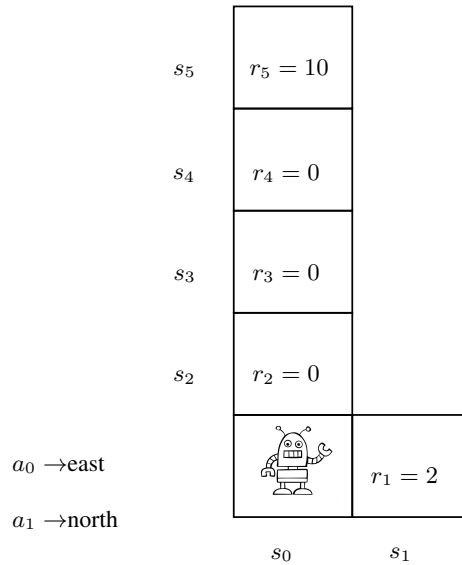 s₅ r₅ = 10
s₄ r₄ = 0
s₃ r₃ = 0
s₂ r₂ = 0
a₀ →east
r₁ = 2
a₁ →north
s₀ s₁